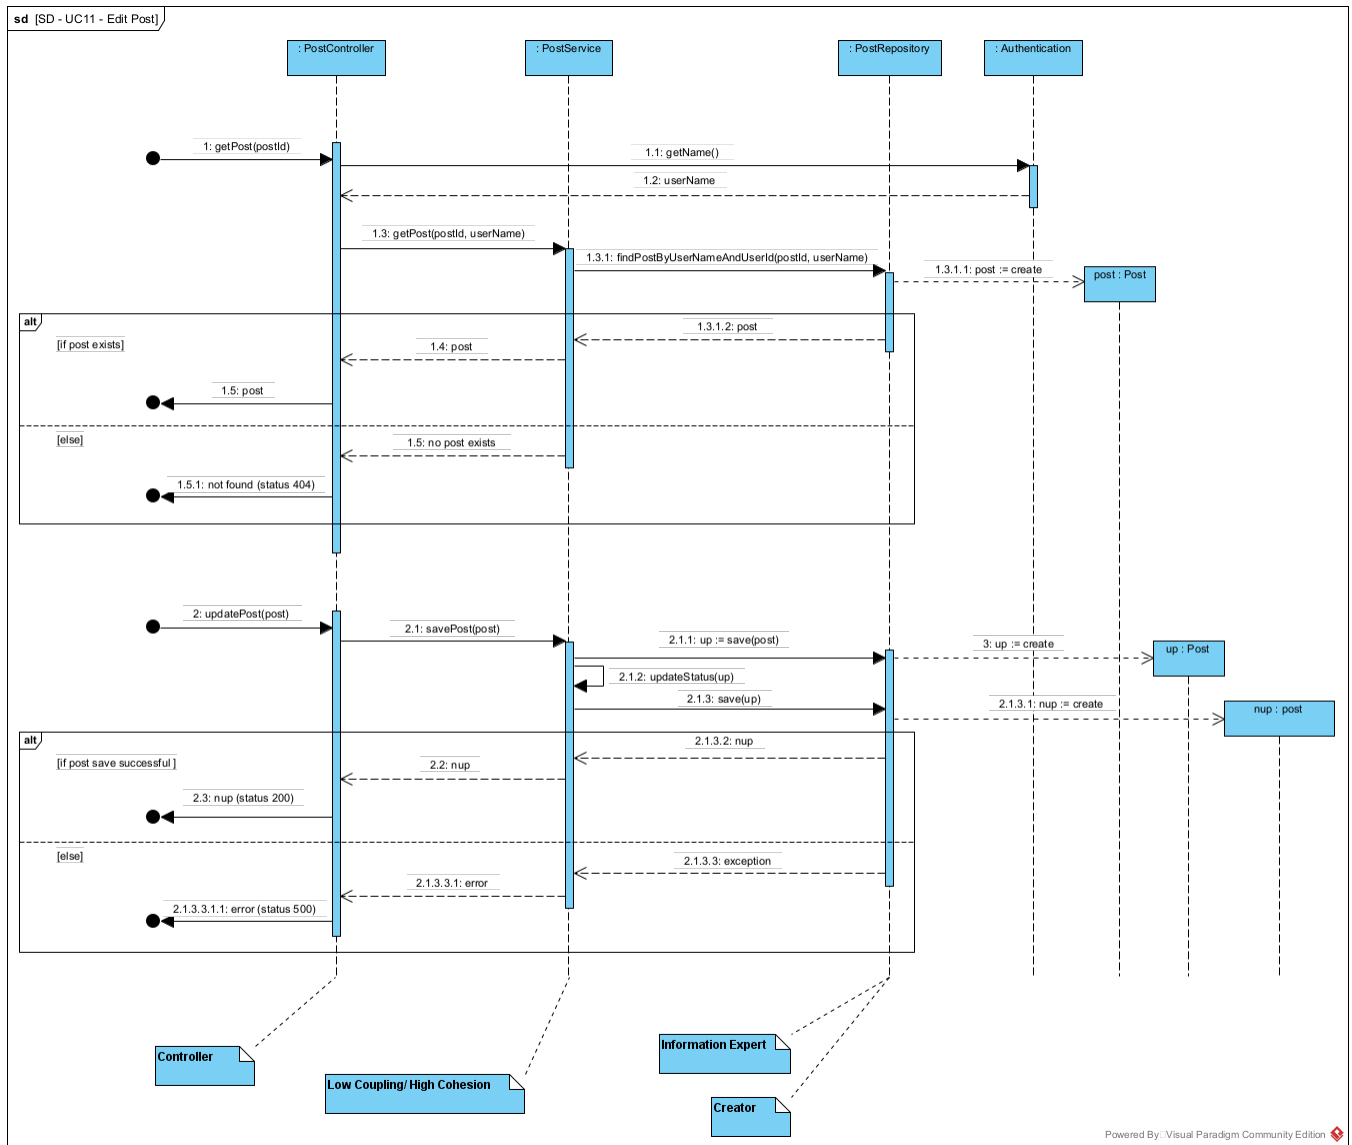 sd [SD - UC11 - Edit Post]
: PostController
: PostService
: PostRepository
: Authentication
1: getPost(postId)
1.1: getName()
1.2: userName
1.3: getPost(postId, userName)
1.3.1: findPostByUserNameAndUserId(postId, userName)
1.3.1.1: post := create
post : Post
alt
[if post exists]
1.3.1.2: post
1.4: post
1.5: post
[else]
1.5: no post exists
1.5.1: not found (status 404)
2: updatePost(post)
2.1: savePost(post)
2.1.1: up := save(post)
3: up := create
up : Post
2.1.2: updateStatus(up)
2.1.3: save(up)
2.1.3.1: nup := create
nup : post
alt
[if post save successful ]
2.1.3.2: nup
2.2: nup
2.3: nup (status 200)
[else]
2.1.3.3: exception
2.1.3.3.1: error
2.1.3.3.1.1: error (status 500)
Controller
Low Coupling/ High Cohesion
Information Expert
Creator
Powered By Visual Paradigm Community Edition